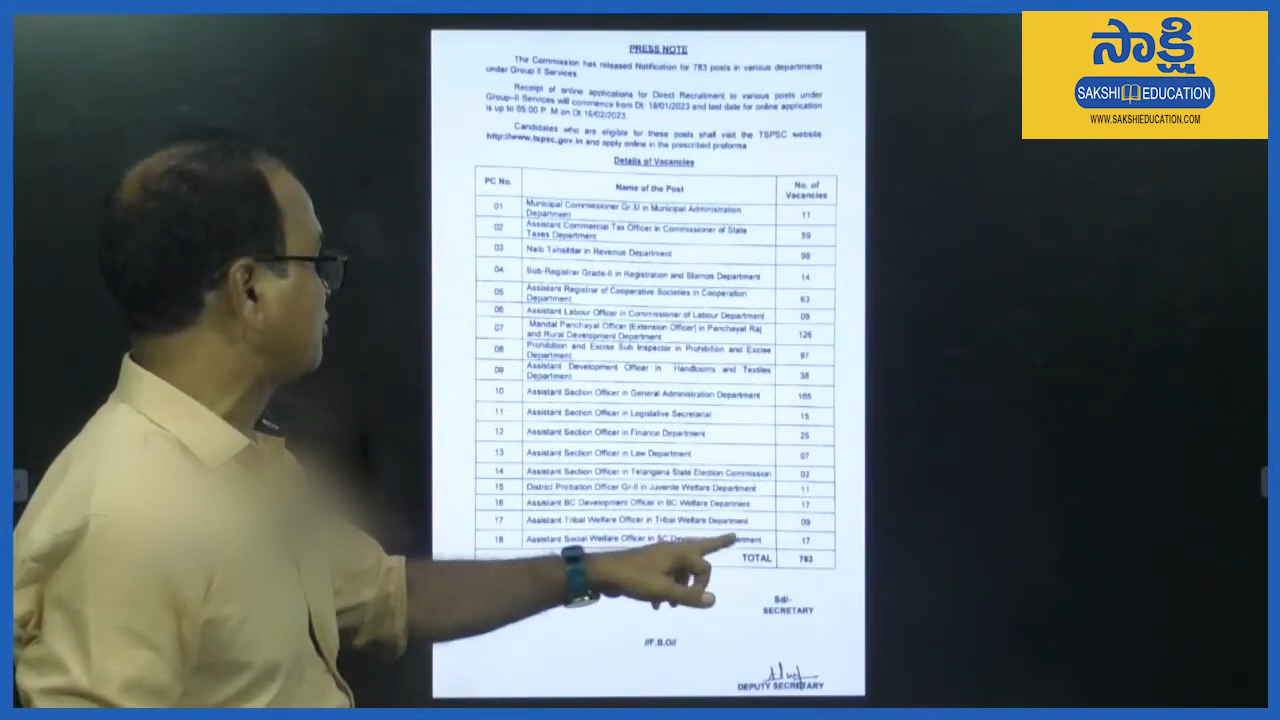 సాక్షి
SAKSHI EDUCATION
WWW.SAKSHIEDUCATION.COM
PRESS NOTE
The Commission has released Notification for 783 posts in various departments
under Group II Services
Receipt of online applications for Direct Recruitment to various posts under
Group-II Services will commence from Dt: 18/01/2023 and last date for online application
is up to 05:00 P. M on Dt 16/02/2023.
Candidates who are eligible for these posts shall visit the TSPSC website
http://www.tspsc.gov.in and apply online in the prescribed proforma
Details of Vacancies
PC No. Name of the Post No. of Vacancies
01 Municipal Commissioner Gr.III in Municipal Administration Department 11
02 Assistant Commercial Tax Officer in Commissioner of State Taxes Department 59
03 Naib Tahsildar in Revenue Department 98
04 Sub-Registrar Grade-II in Registration and Stamps Department 14
05 Assistant Registrar of Cooperative Societies in Cooperation Department 63
06 Assistant Labour Officer in Commissioner of Labour Department 09
07 Mandal Panchayat Officer [Extension Officer] in Panchayat Raj and Rural Development Department 126
08 Prohibition and Excise Sub Inspector in Prohibition and Excise Department 97
09 Assistant Development Officer in Handlooms and Textiles Department 38
10 Assistant Section Officer in General Administration Department 165
11 Assistant Section Officer in Legislative Secretariat 15
12 Assistant Section Officer in Finance Department 25
13 Assistant Section Officer in Law Department 07
14 Assistant Section Officer in Telangana State Election Commission 02
15 District Probation Officer Gr-II in Juvenile Welfare Department 11
16 Assistant BC Development Officer in BC Welfare Department 17
17 Assistant Tribal Welfare Officer in Tribal Welfare Department 09
18 Assistant Social Welfare Officer in SC 17
TOTAL 783
Sd/-
SECRETARY
//F.B.O//
DEPUTY SECRETARY